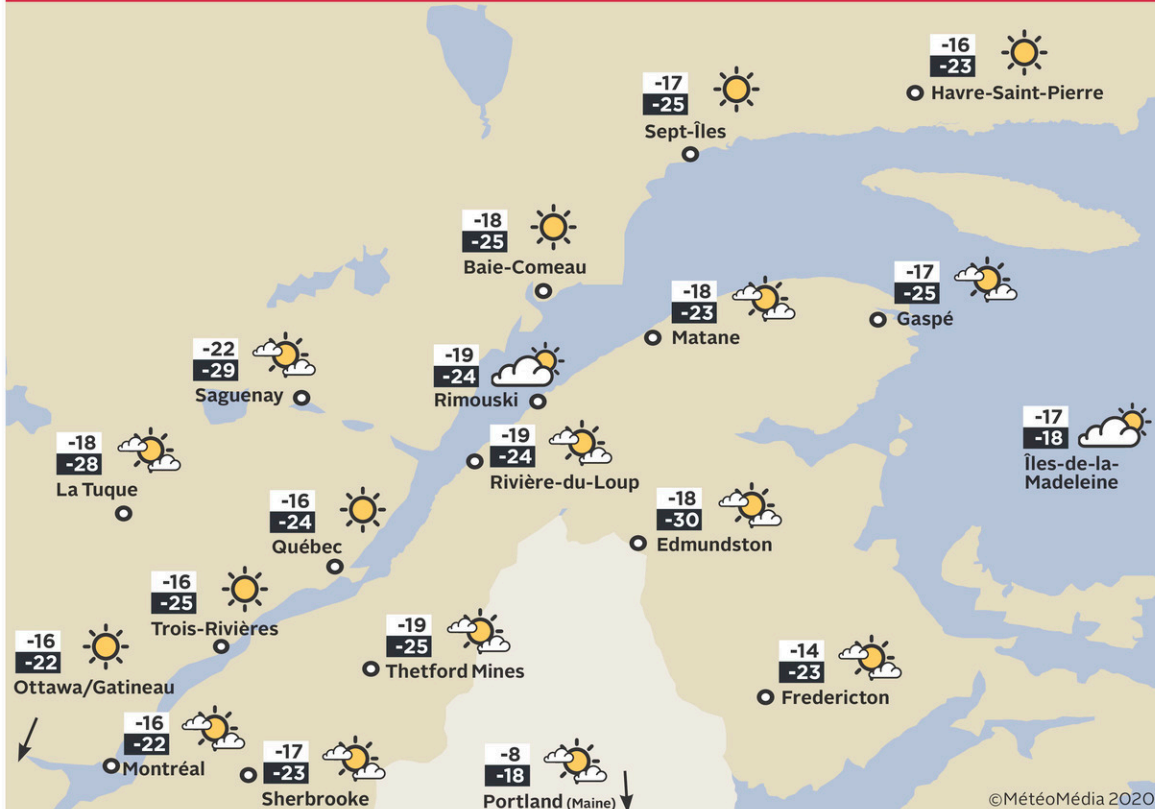 -16
-23
Havre-Saint-Pierre
-17
-25
Sept-Îles
-18
-25
Baie-Comeau
-18
-23
Matane
-17
-25
Gaspé
-22
-29
Saguenay
-19
-24
Rimouski
-17
-18
Îles-de-la-
Madeleine
-18
-28
La Tuque
-19
-24
Rivière-du-Loup
-16
-24
Québec
-18
-30
Edmundston
-16
-25
Trois-Rivières
-16
-22
Ottawa/Gatineau
-19
-25
Thetford Mines
-14
-23
Fredericton
-16
-22
Montréal
-17
-23
Sherbrooke
-8
-18
Portland (Maine)
©MétéoMédia 2020